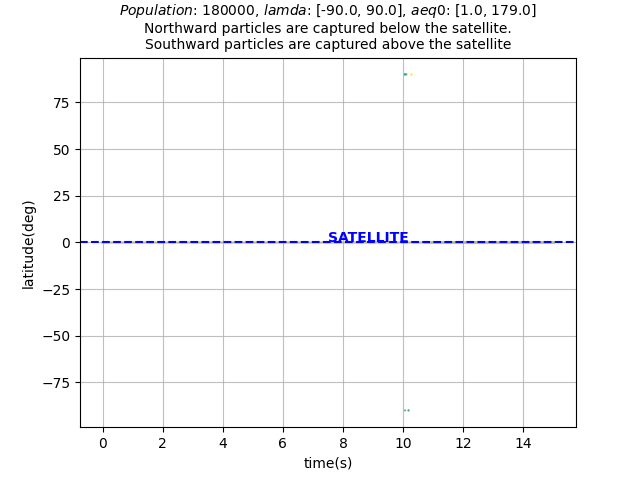 Population: 180000, lamda: [-90.0, 90.0], aeq0: [1.0, 179.0]
Northward particles are captured below the satellite.
Southward particles are captured above the satellite
75
50
25
0
−25
−50
−75
latitude(deg)
SATELLITE
0 2 4 6 8 10 12 14
time(s)